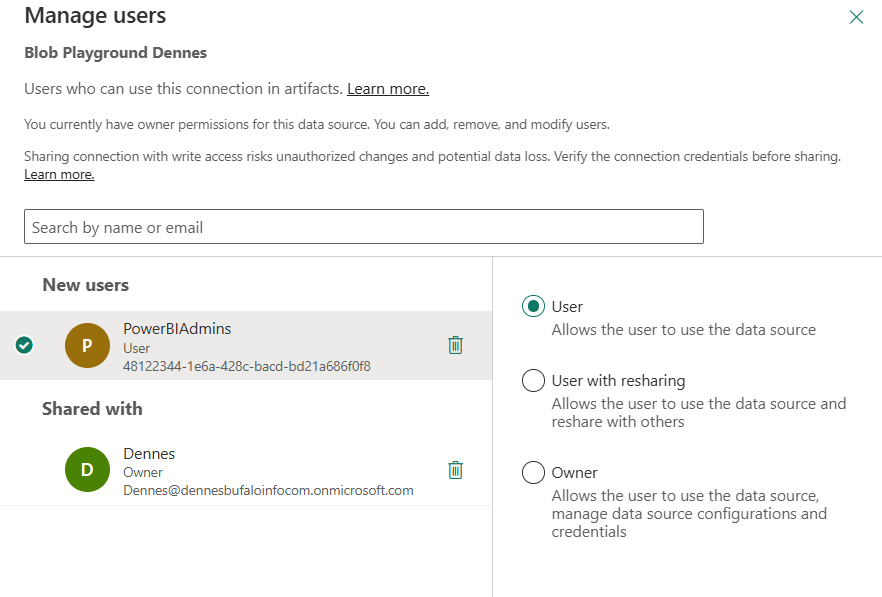 Manage users
Blob Playground Dennes
Users who can use this connection in artifacts. Learn more.
You currently have owner permissions for this data source. You can add, remove, and modify users.
Sharing connection with write access risks unauthorized changes and potential data loss. Verify the connection credentials before sharing.
Learn more.
Search by name or email
New users
P
PowerBIAdmins
User
48122344-1e6a-428c-bacd-bd21a686f0f8
Shared with
D
Dennes
Owner
Dennes@dennesbufaloinfocom.onmicrosoft.com
User
Allows the user to use the data source
User with resharing
Allows the user to use the data source and
reshare with others
Owner
Allows the user to use the data source,
manage data source configurations and
credentials